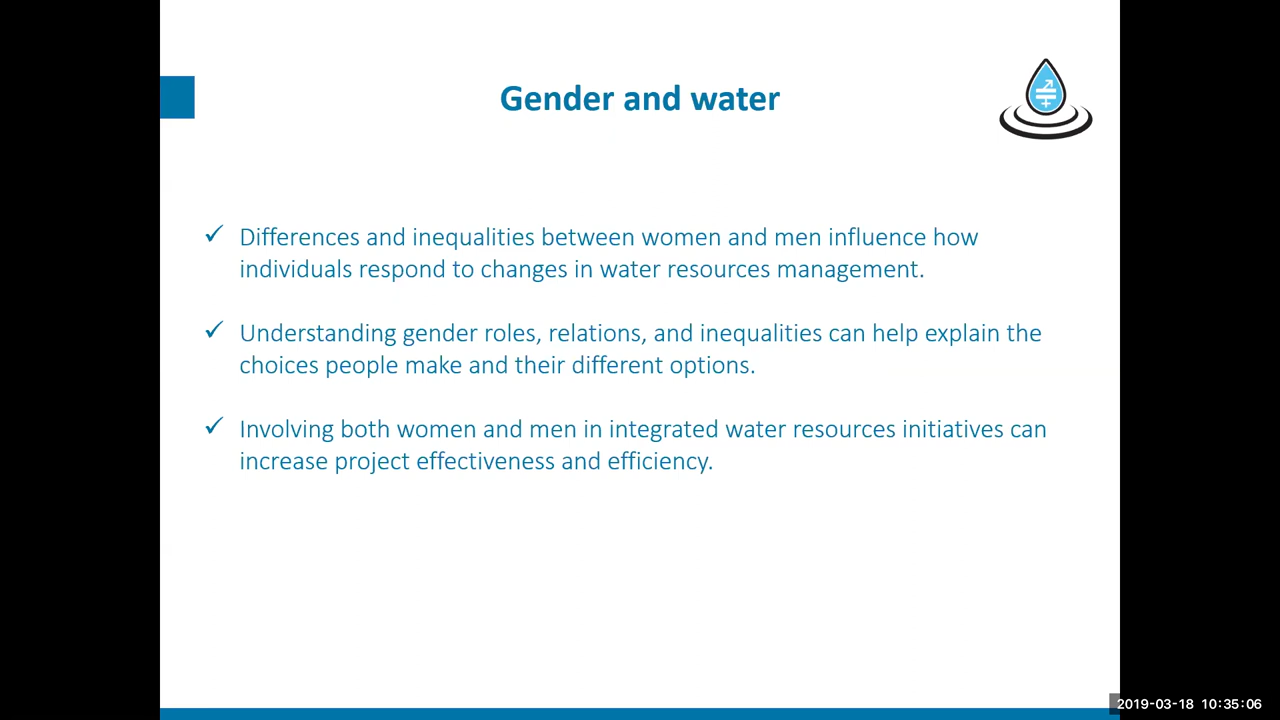 Gender and water
✓ Differences and inequalities between women and men influence how
individuals respond to changes in water resources management.
✓ Understanding gender roles, relations, and inequalities can help explain the
choices people make and their different options.
✓ Involving both women and men in integrated water resources initiatives can
increase project effectiveness and efficiency.
2019-03-18 10:35:06